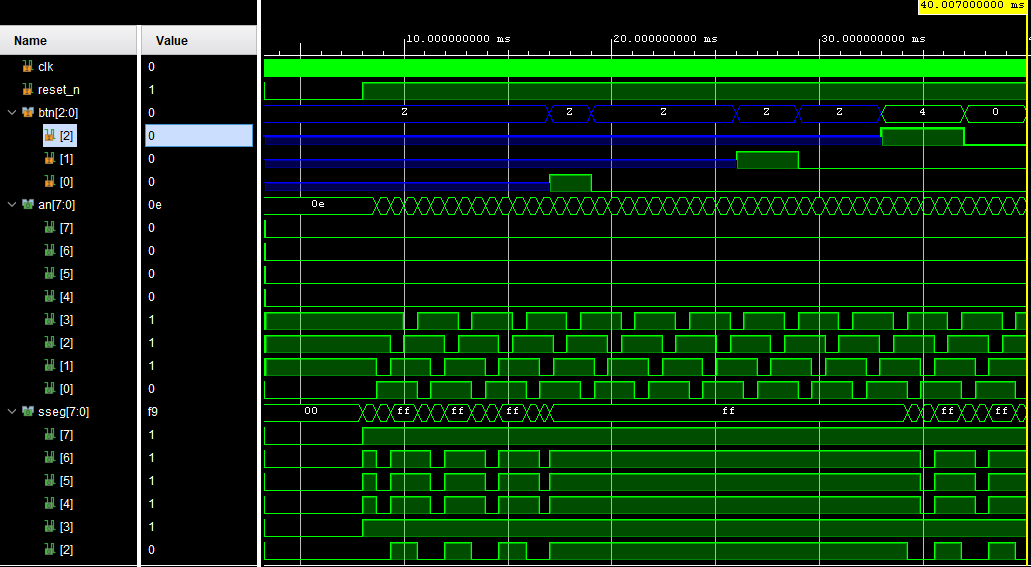 40.007000000 ms
Name Value 10.000000000 ms 20.000000000 ms 30.000000000 ms
clk 0
reset_n 1
btn[2:0] 0 Z Z Z Z Z 4 0
[2] 0
[1] 0
[0] 0
an[7:0] 0e 0e
[7] 0
[6] 0
[5] 0
[4] 0
[3] 1
[2] 1
[1] 1
[0] 0
sseg[7:0] f9 00 ff ff ff ff ff ff
[7] 1
[6] 1
[5] 1
[4] 1
[3] 1
[2] 0